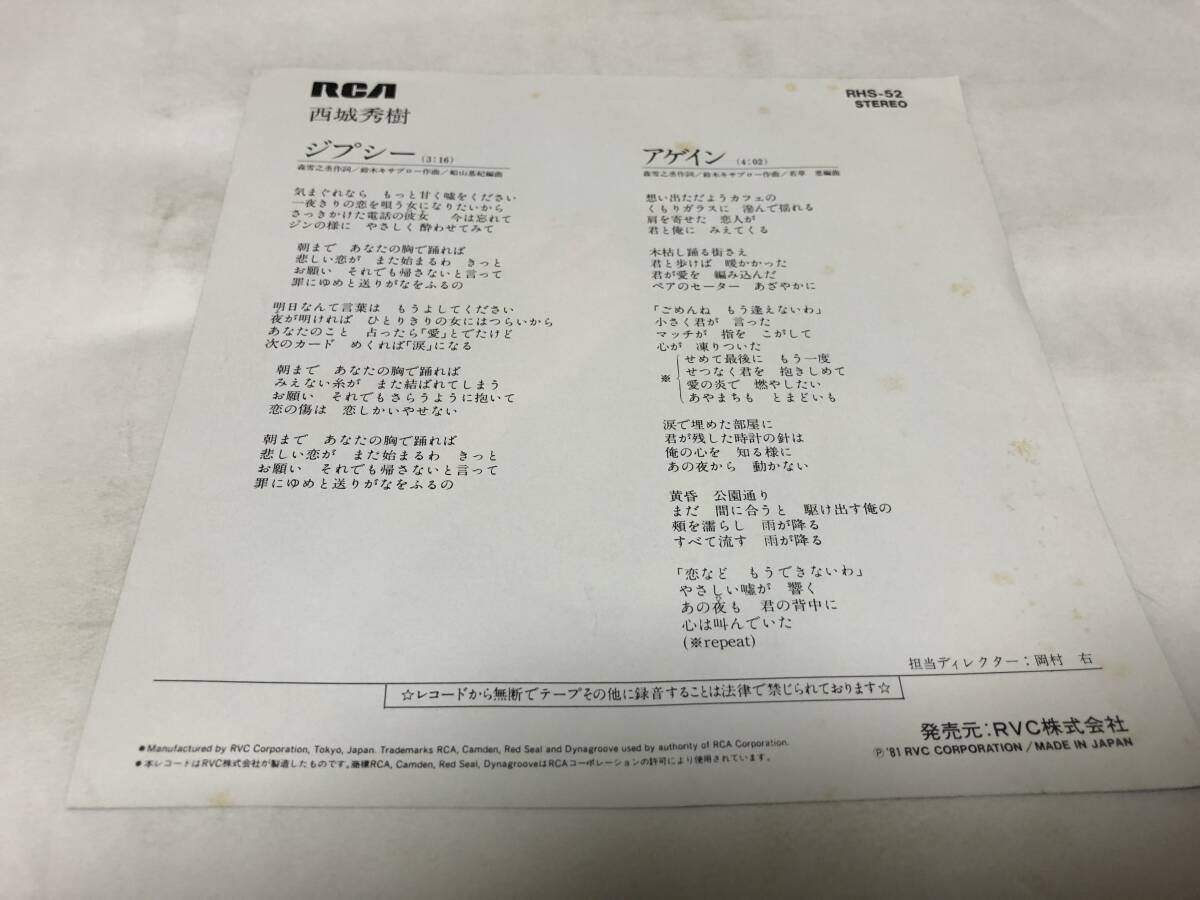 RCA
RHS-52
STEREO
西城秀樹
ジプシー (3:16)
森雪之丞作詞／鈴木キサブロー作曲／船山基紀編曲
気まぐれなら もっと甘く嘘をください
一夜きりの恋を唄う女になりたいから
さっきかけた電話の彼女 今は忘れて
ジンの様に やさしく 酔わせてみて
朝まで あなたの胸で踊れば
悲しい恋が また始まるわ きっと
お願い それでも帰さないと言って
罪にゆめと送りがなをふるの
明日なんて言葉は もうよしてください
夜が明ければ ひとりきりの女にはつらいから
あなたのこと 占ったら「愛」とでたけど
次のカード めくれば「涙」になる
朝まで あなたの胸で踊れば
みえない糸が また結ばれてしまう
お願い それでもさらうように抱いて
恋の傷は 恋しかいやせない
朝まで あなたの胸で踊れば
悲しい恋が まだ始まるわ きっと
お願い それでも帰さないと言って
罪にゆめと送りがなをふるの
アゲイン (4:02)
森雪之丞作詞／鈴木キサブロー作曲／若草 恵編曲
想い出ただようカフェの
くもりガラスに 滲んで揺れる
肩を寄せた 恋人が
君と俺に みえてくる
木枯し踊る街さえ
君と歩けば 暖かかった
君が愛を 編み込んだ
ペアのセーター あざやかに
「ごめんね もう逢えないわ」
小さく君が 言った
マッチが 指を こがして
心が 凍りついた
※
せめて最後に もう一度
せつなく君を 抱きしめて
愛の炎で 燃やしたい
あやまちも とまどいも
涙で埋めた部屋に
君が残した時計の針は
俺の心を 知る様に
あの夜から 動かない
黄昏 公園通り
まだ 間に合うと 駆け出す俺の
頬を濡らし 雨が降る
すべて流す 雨が降る
「恋など もうできないわ」
やさしい嘘が 響く
あの夜も 君の背中に
心は叫んでいた
(※repeat)
担当ディレクター：岡村 右
☆レコードから無断でテープその他に録音することは法律で禁じられております☆
発売元：RVC株式会社
Ⓟ'81 RVC CORPORATION／MADE IN JAPAN
●Manufactured by RVC Corporation, Tokyo, Japan. Trademarks RCA, Camden, Red Seal and Dynagroove used by authority of RCA Corporation.
●本レコードはRVC株式会社が製造したものです。商標RCA, Camden, Red Seal, DynagrooveはRCAコーポレーションの許可により使用されています。